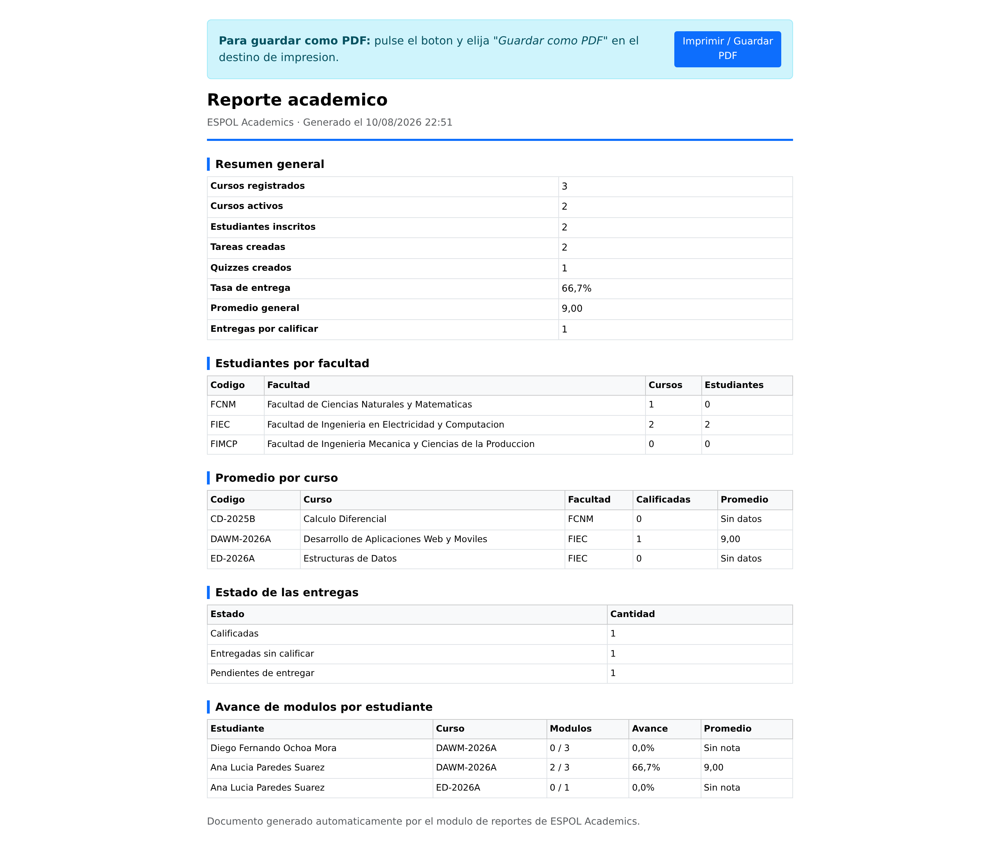 Para guardar como PDF: pulse el boton y elija "Guardar como PDF" en el
destino de impresion.
Imprimir / Guardar
PDF
Reporte academico
ESPOL Academics · Generado el 10/08/2026 22:51
Resumen general
Cursos registrados 3
Cursos activos 2
Estudiantes inscritos 2
Tareas creadas 2
Quizzes creados 1
Tasa de entrega 66,7%
Promedio general 9,00
Entregas por calificar 1
Estudiantes por facultad
Codigo Facultad Cursos Estudiantes
FCNM Facultad de Ciencias Naturales y Matematicas 1 0
FIEC Facultad de Ingenieria en Electricidad y Computacion 2 2
FIMCP Facultad de Ingenieria Mecanica y Ciencias de la Produccion 0 0
Promedio por curso
Codigo Curso Facultad Calificadas Promedio
CD-2025B Calculo Diferencial FCNM 0 Sin datos
DAWM-2026A Desarrollo de Aplicaciones Web y Moviles FIEC 1 9,00
ED-2026A Estructuras de Datos FIEC 0 Sin datos
Estado de las entregas
Estado Cantidad
Calificadas 1
Entregadas sin calificar 1
Pendientes de entregar 1
Avance de modulos por estudiante
Estudiante Curso Modulos Avance Promedio
Diego Fernando Ochoa Mora DAWM-2026A 0 / 3 0,0% Sin nota
Ana Lucia Paredes Suarez DAWM-2026A 2 / 3 66,7% 9,00
Ana Lucia Paredes Suarez ED-2026A 0 / 1 0,0% Sin nota
Documento generado automaticamente por el modulo de reportes de ESPOL Academics.